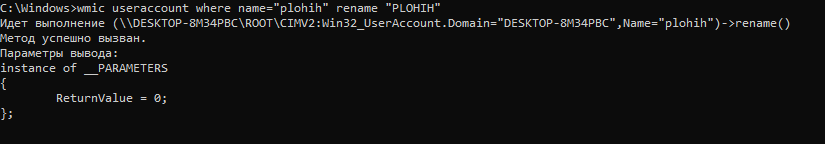 C:\Windows>wmic useraccount where name="plohih" rename "PLOHIH"
Идет выполнение (\\DESKTOP-8M34PBC\ROOT\CIMV2:Win32_UserAccount.Domain="DESKTOP-8M34PBC",Name="plohih")->rename()
Метод успешно вызван.
Параметры вывода:
instance of __PARAMETERS
{
        ReturnValue = 0;
};